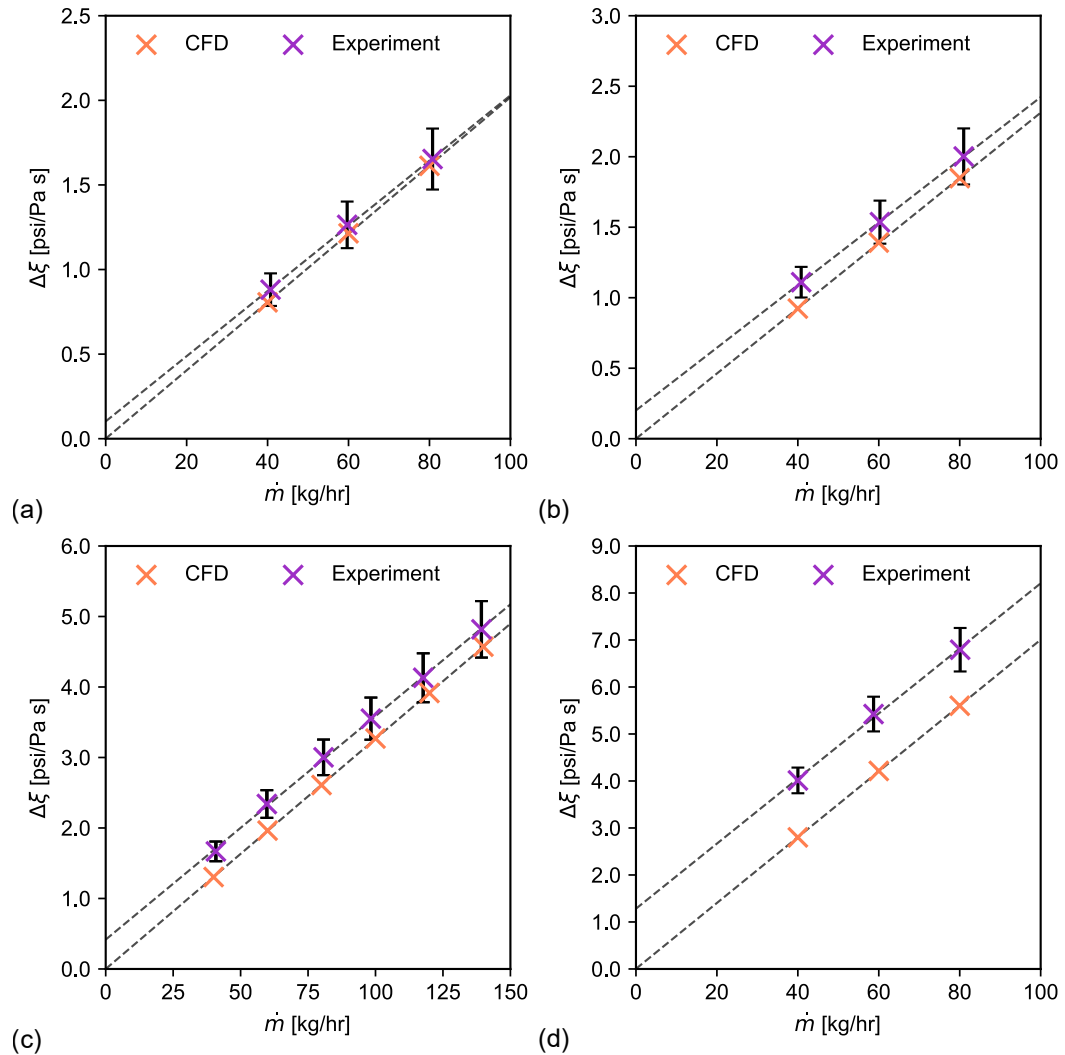 CFD Experiment
2.5
2.0
1.5
1.0
0.5
0.0
Δξ [psi/Pa s]
0 20 40 60 80 100
ṁ [kg/hr]
(a)
CFD Experiment
3.0
2.5
2.0
1.5
1.0
0.5
0.0
Δξ [psi/Pa s]
0 20 40 60 80 100
ṁ [kg/hr]
(b)
CFD Experiment
6.0
5.0
4.0
3.0
2.0
1.0
0.0
Δξ [psi/Pa s]
0 25 50 75 100 125 150
ṁ [kg/hr]
(c)
CFD Experiment
9.0
8.0
7.0
6.0
5.0
4.0
3.0
2.0
1.0
0.0
Δξ [psi/Pa s]
0 20 40 60 80 100
ṁ [kg/hr]
(d)